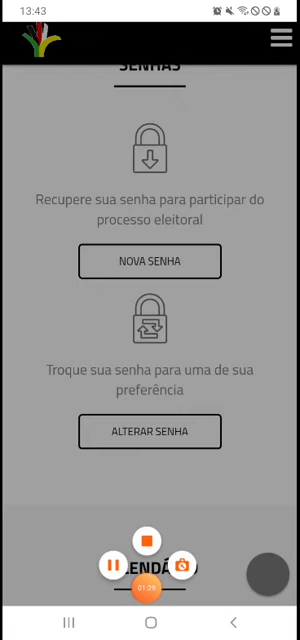 13:43
SENHAS
Recupere sua senha para participar do
processo eleitoral
NOVA SENHA
Troque sua senha para uma de sua
preferência
ALTERAR SENHA
01:29